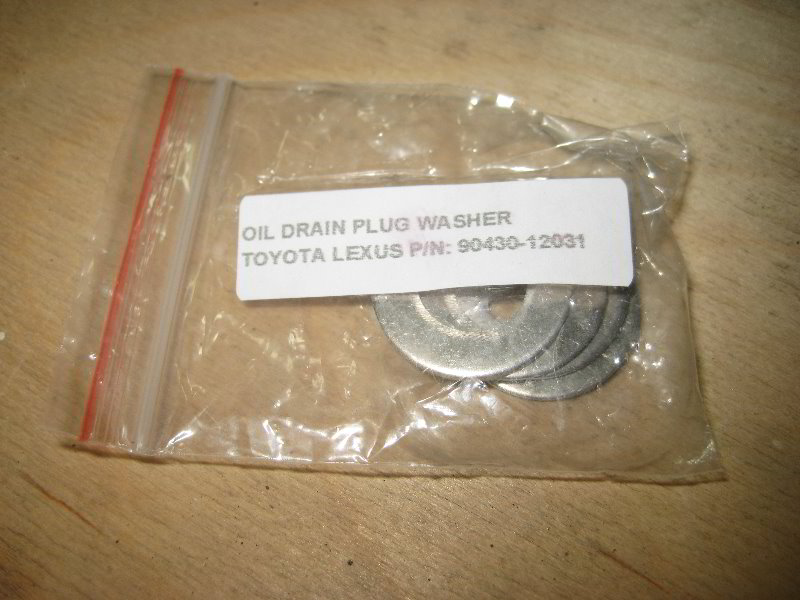 OIL DRAIN PLUG WASHER
TOYOTA LEXUS P/N: 90430-12031